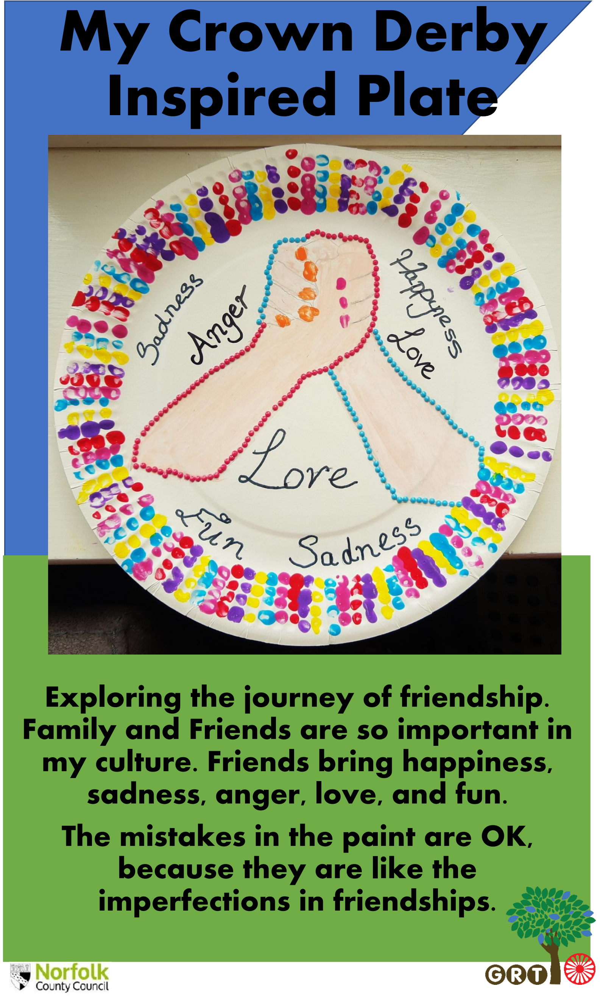 My Crown Derby
Inspired Plate
Sadness
Anger
Happyness
Love
Love
Fun
Sadness
Exploring the journey of friendship.
Family and Friends are so important in
my culture. Friends bring happiness,
sadness, anger, love, and fun.
The mistakes in the paint are OK,
because they are like the
imperfections in friendships.
Norfolk
County Council
GRT